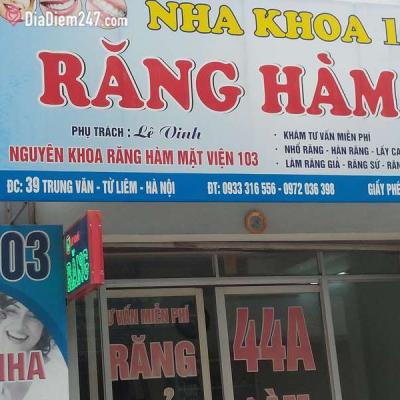 DiaDiem247.com
NHA KHOA 1
RĂNG HÀM
PHỤ TRÁCH : Lê Vinh
NGUYÊN KHOA RĂNG HÀM MẶT VIỆN 103
· KHÁM TƯ VẤN MIỄN PHÍ
· NHỔ RĂNG - HÀN RĂNG - LẤY CA
· LÀM RĂNG GIẢ - RĂNG SỨ - RĂN
ĐC: 39 TRUNG VĂN - TỪ LIÊM - HÀ NỘI
ĐT: 0933 316 556 - 0972 036 398
GIẤY PHÉ
03
RĂNG
HA
TƯ VẤN MIỄN PHÍ
RĂNG
44A